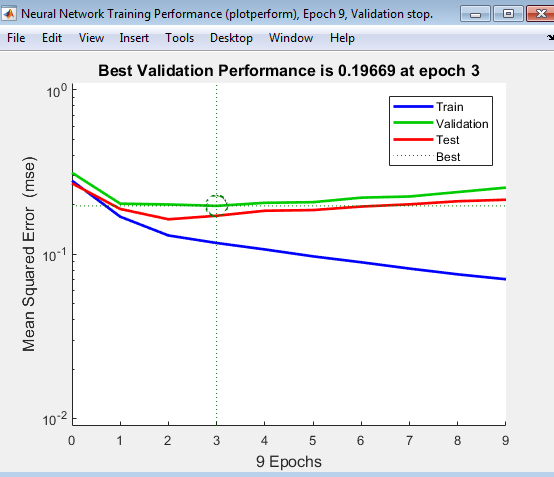 Neural Network Training Performance (plotperform), Epoch 9, Validation stop.
File Edit View Insert Tools Desktop Window Help
Best Validation Performance is 0.19669 at epoch 3
Train
Validation
Test
Best
Mean Squared Error (mse)
10^0
10^-1
10^-2
0 1 2 3 4 5 6 7 8 9
9 Epochs